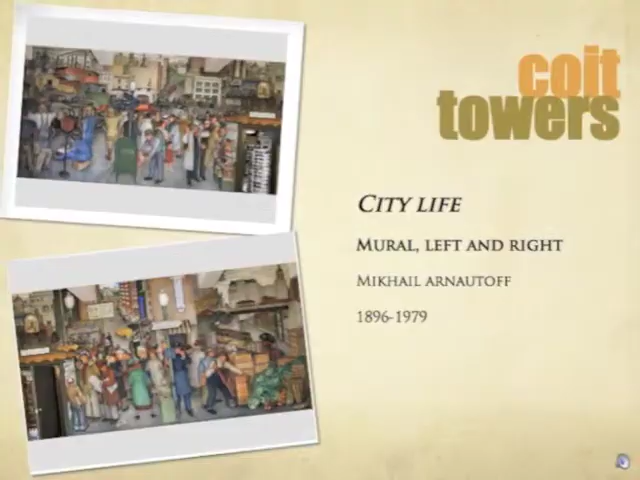 coit
towers
City life
Mural, left and right
Mikhail Arnautoff
1896-1979